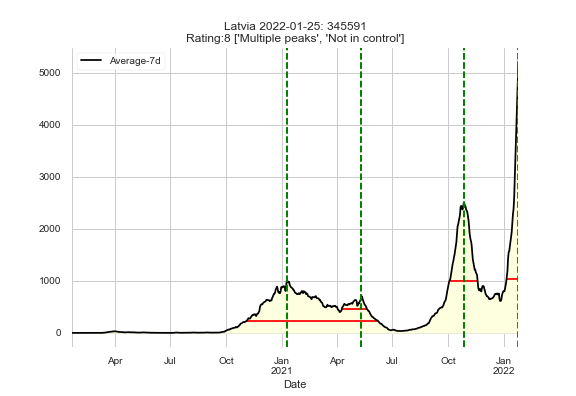 Latvia 2022-01-25: 345591
Rating:8 ['Multiple peaks', 'Not in control']
Average-7d
5000
4000
3000
2000
1000
0
Apr Jul Oct Jan Apr Jul Oct Jan
2021 2022
Date